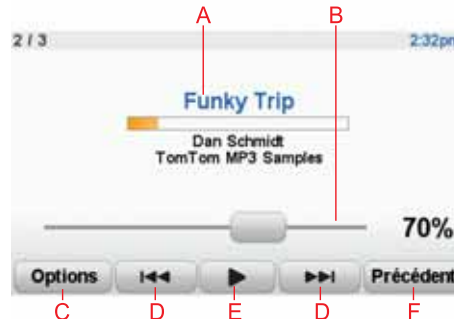 A B
2 / 3 2:32pm
Funky Trip
Dan Schmidt
TomTom MP3 Samples
70%
Options Précédent
C D E D F